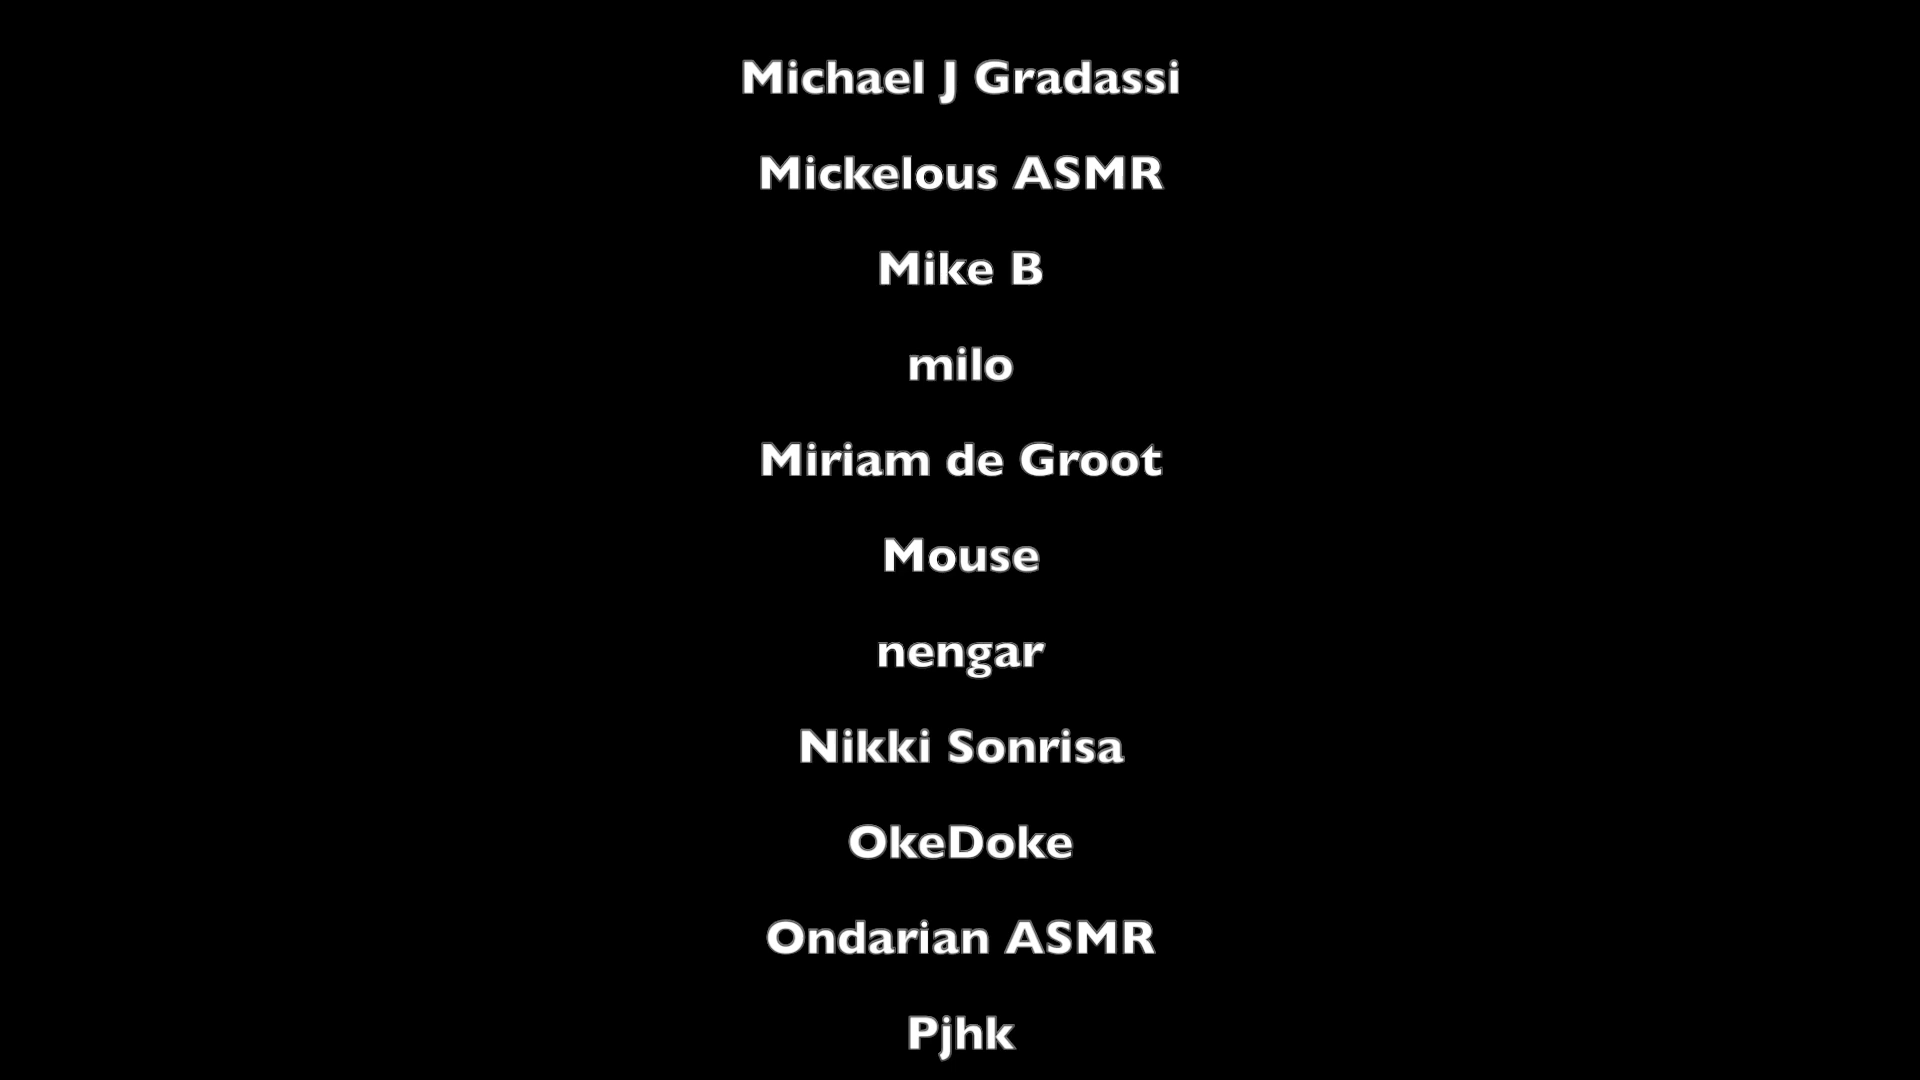 Michael J Gradassi
Mickelous ASMR
Mike B
milo
Miriam de Groot
Mouse
nengar
Nikki Sonrisa
OkeDoke
Ondarian ASMR
Pjhk